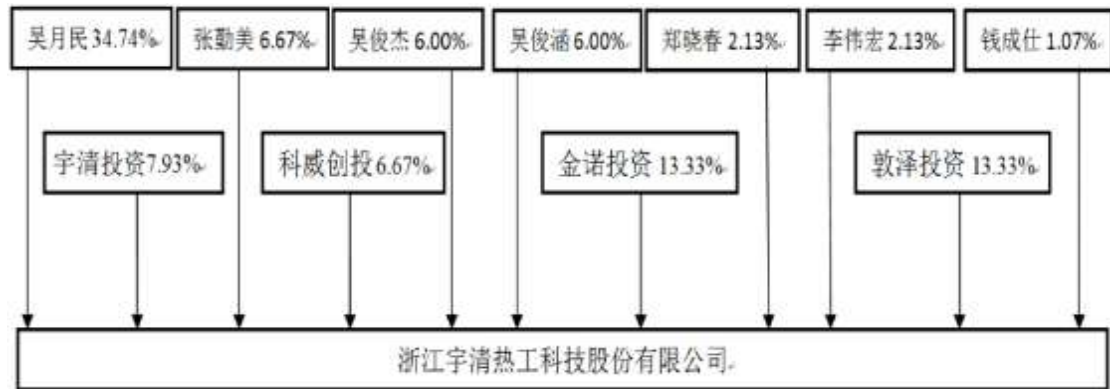 吴月民 34.74%
张勤美 6.67%
吴俊杰 6.00%
吴俊涵 6.00%
郑晓春 2.13%
李伟宏 2.13%
钱成仕 1.07%
宇清投资7.93%
科威创投6.67%
金诺投资 13.33%
敦泽投资 13.33%
浙江宇清热工科技股份有限公司